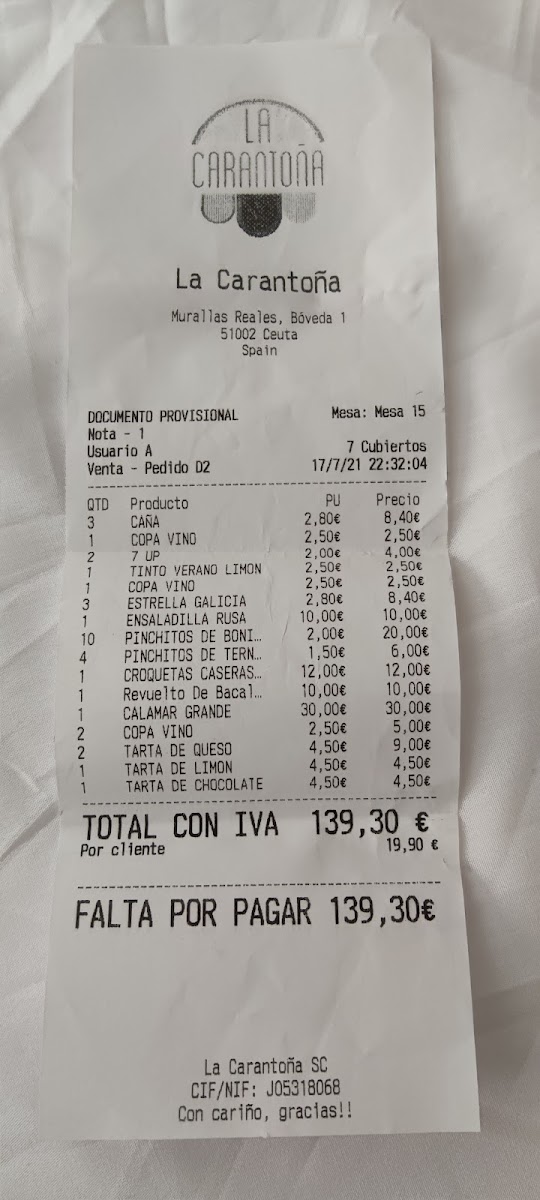 LA
CARANTOÑA
La Carantoña
Murallas Reales, Bóveda 1
51002 Ceuta
Spain
DOCUMENTO PROVISIONAL Mesa: Mesa 15
Nota - 1
Usuario A 7 Cubiertos
Venta - Pedido D2 17/7/21 22:32:04
QTD Producto PU Precio
3 CAÑA 2,80€ 8,40€
1 COPA VINO 2,50€ 2,50€
2 7 UP 2,00€ 4,00€
1 TINTO VERANO LIMON 2,50€ 2,50€
1 COPA VINO 2,50€ 2,50€
3 ESTRELLA GALICIA 2,80€ 8,40€
1 ENSALADILLA RUSA 10,00€ 10,00€
10 PINCHITOS DE BONI… 2,00€ 20,00€
4 PINCHITOS DE TERN… 1,50€ 6,00€
1 CROQUETAS CASERAS… 12,00€ 12,00€
1 Revuelto De Bacal… 10,00€ 10,00€
1 CALAMAR GRANDE 30,00€ 30,00€
2 COPA VINO 2,50€ 5,00€
2 TARTA DE QUESO 4,50€ 9,00€
1 TARTA DE LIMON 4,50€ 4,50€
1 TARTA DE CHOCOLATE 4,50€ 4,50€
TOTAL CON IVA 139,30 €
Por cliente 19,90 €
FALTA POR PAGAR 139,30€
La Carantoña SC
CIF/NIF: J05318068
Con cariño, gracias!!